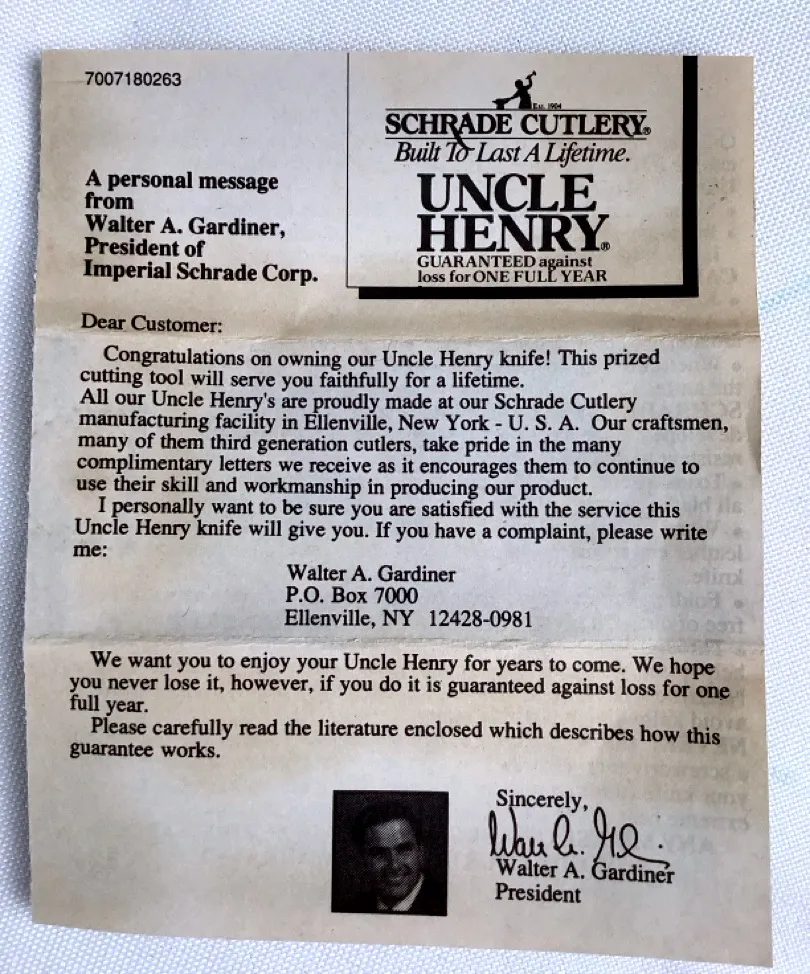 7007180263
Est. 1904
SCHRADE CUTLERY®
Built To Last A Lifetime.
UNCLE
HENRY®
GUARANTEED against
loss for ONE FULL YEAR
A personal message
from
Walter A. Gardiner,
President of
Imperial Schrade Corp.
Dear Customer:
Congratulations on owning our Uncle Henry knife! This prized
cutting tool will serve you faithfully for a lifetime.
All our Uncle Henry's are proudly made at our Schrade Cutlery
manufacturing facility in Ellenville, New York - U. S. A. Our craftsmen,
many of them third generation cutlers, take pride in the many
complimentary letters we receive as it encourages them to continue to
use their skill and workmanship in producing our product.
I personally want to be sure you are satisfied with the service this
Uncle Henry knife will give you. If you have a complaint, please write
me:
Walter A. Gardiner
P.O. Box 7000
Ellenville, NY 12428-0981
We want you to enjoy your Uncle Henry for years to come. We hope
you never lose it, however, if you do it is guaranteed against loss for one
full year.
Please carefully read the literature enclosed which describes how this
guarantee works.
Sincerely,
Walter A. Gardiner
President